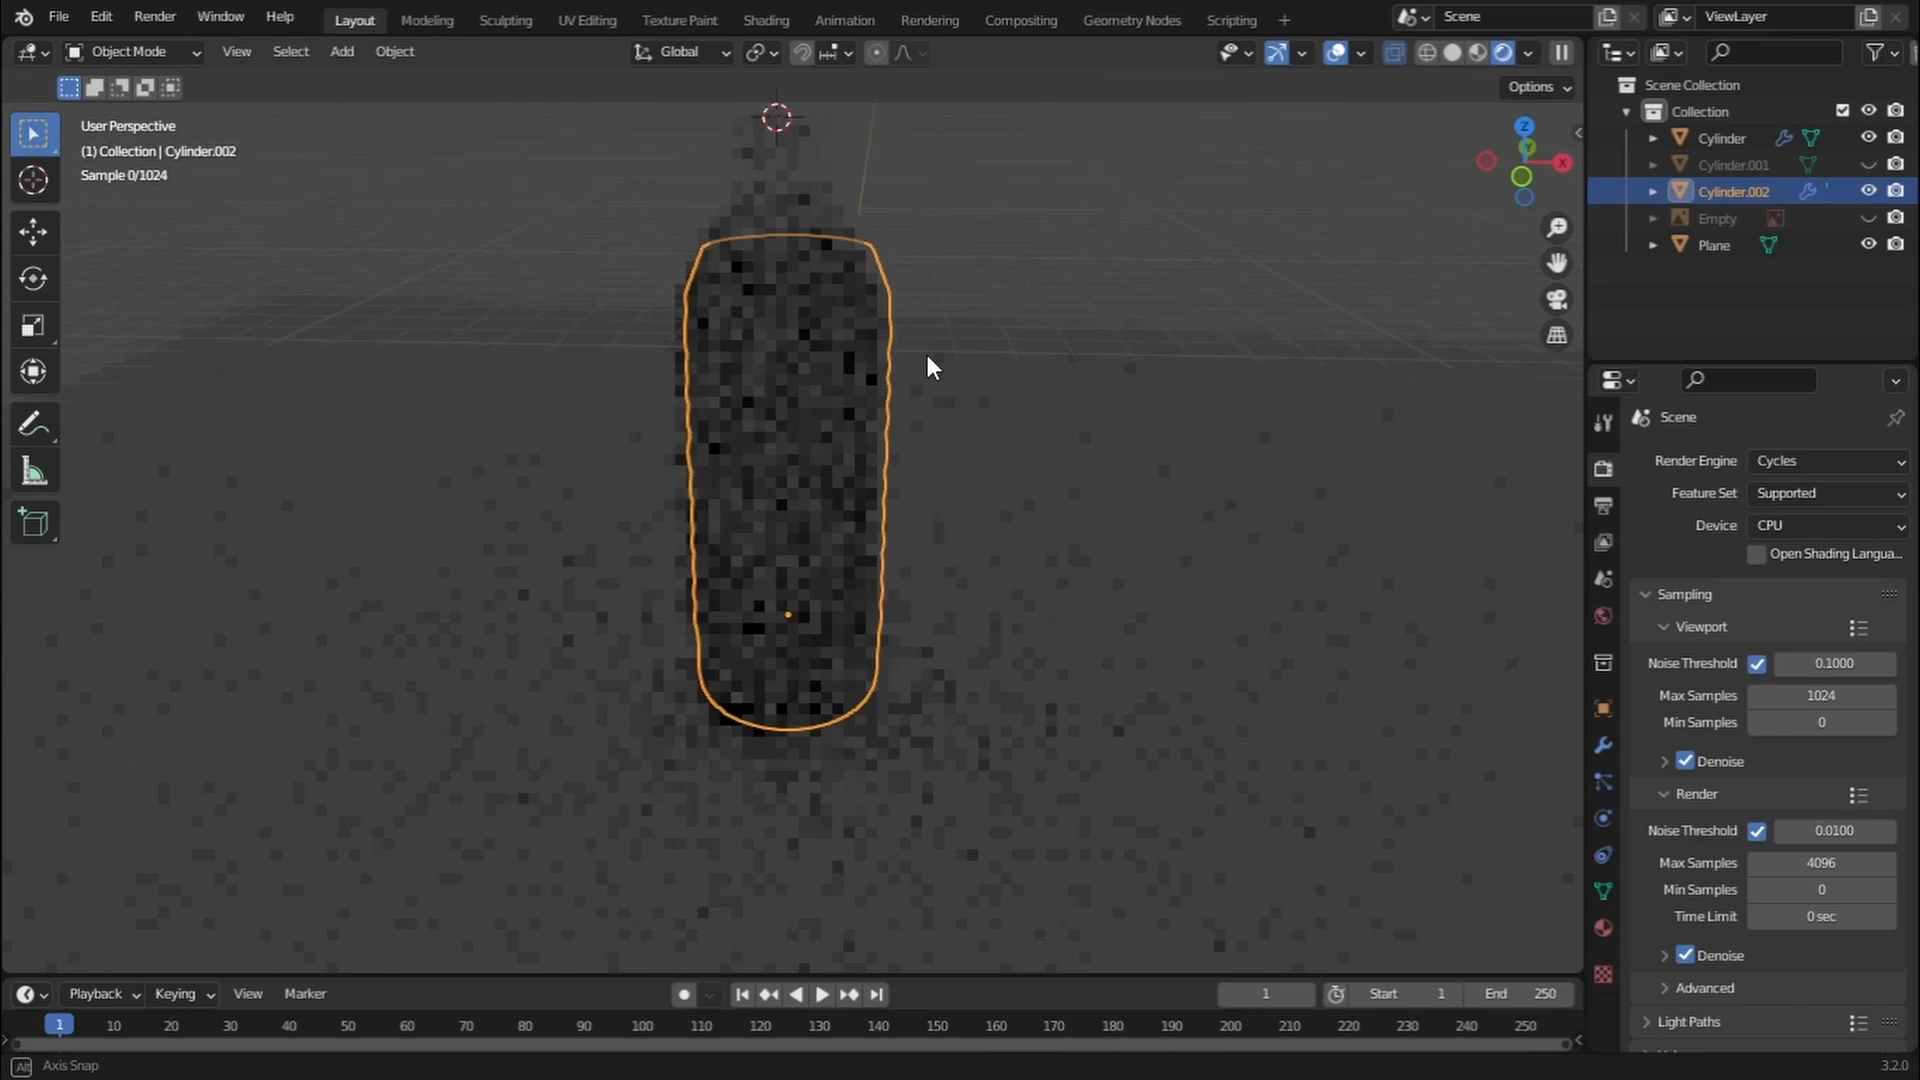 File Edit Render Window Help Layout Modeling Sculpting UV Editing Texture Paint Shading Animation Rendering Compositing Geometry Nodes Scripting + Scene ViewLayer
Object Mode View Select Add Object Global
Options
User Perspective
(1) Collection | Cylinder.002
Sample 0/1024
Z
Y
X
Scene Collection
Collection
Cylinder
Cylinder.001
Cylinder.002
Empty
Plane
Scene
Render Engine Cycles
Feature Set Supported
Device CPU
Open Shading Langua...
Sampling
Viewport
Noise Threshold 0.1000
Max Samples 1024
Min Samples 0
Denoise
Render
Noise Threshold 0.0100
Max Samples 4096
Min Samples 0
Time Limit 0 sec
Denoise
Advanced
Light Paths
Playback Keying View Marker 1 Start 1 End 250
1 10 20 30 40 50 60 70 80 90 100 110 120 130 140 150 160 170 180 190 200 210 220 230 240 250
Alt Axis Snap 3.2.0